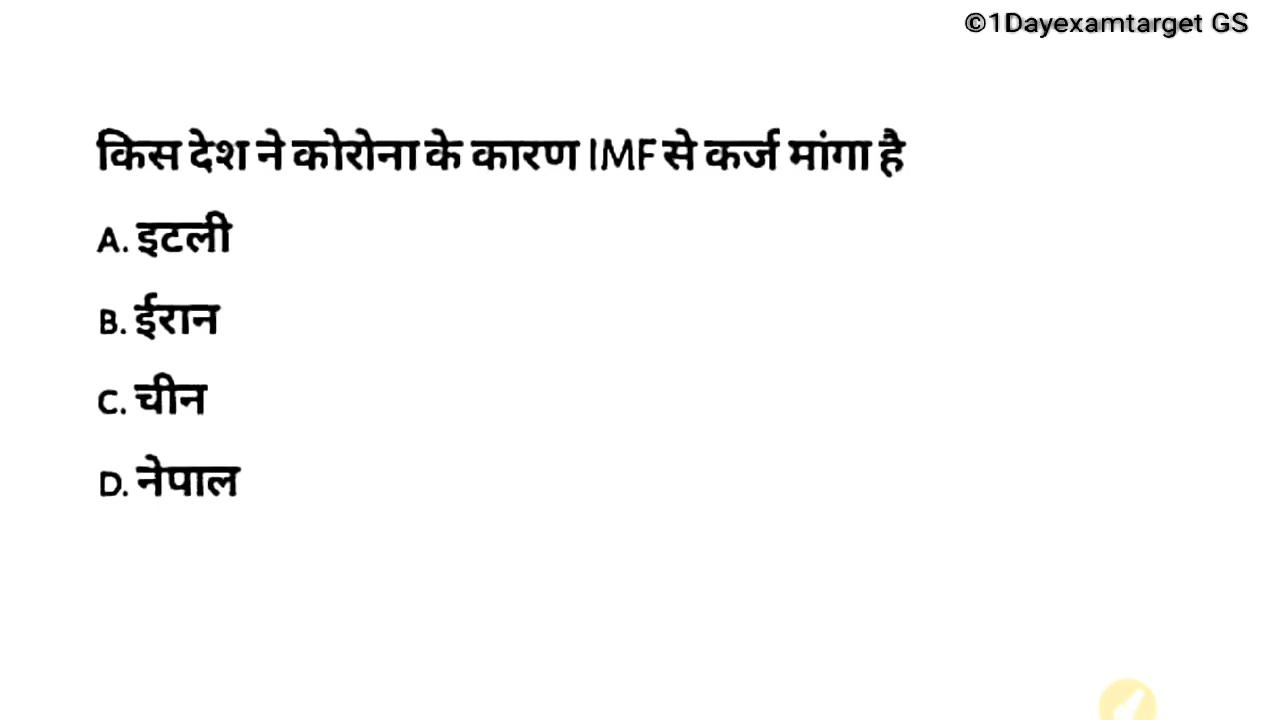 ©1Dayexamtarget GS
किस देश ने कोरोना के कारण IMF से कर्ज मांगा है
A. इटली
B. ईरान
C. चीन
D. नेपाल